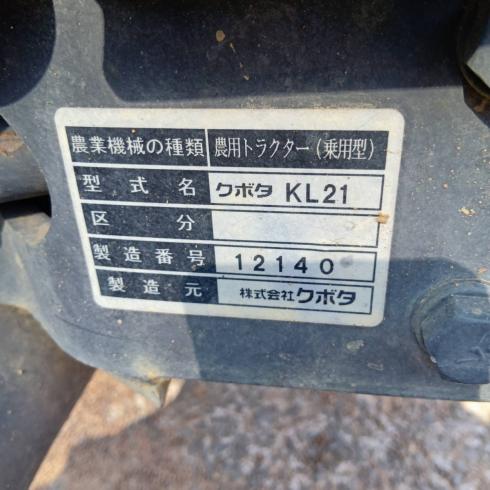 農業機械の種類 農用トラクター(乗用型)
型式名 クボタ KL21
区分
製造番号 12140
製造元 株式会社クボタ